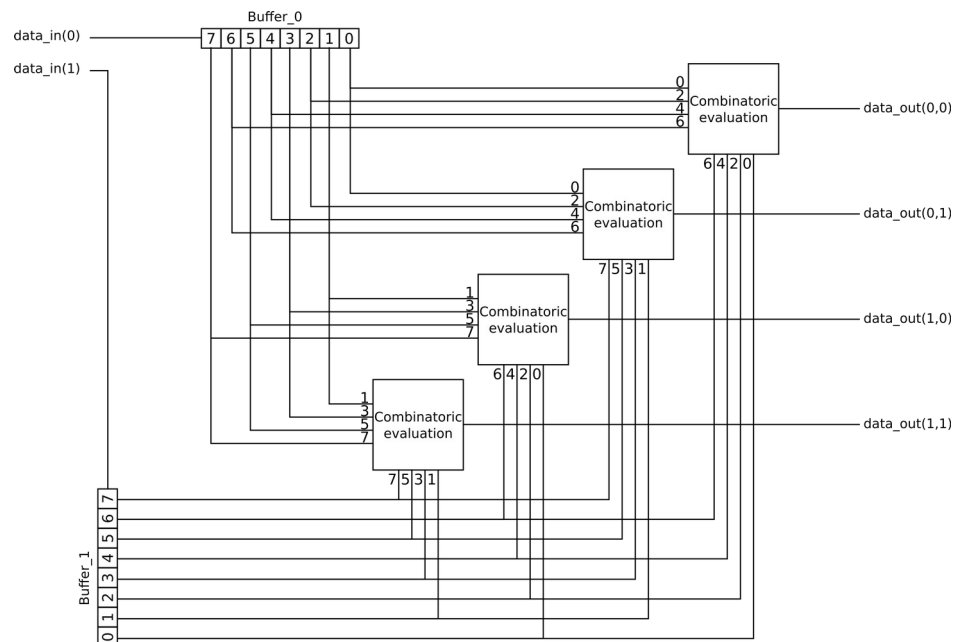 Buffer_0
data_in(0)
7 6 5 4 3 2 1 0
data_in(1)
0
2
4
6
Combinatoric
evaluation
data_out(0,0)
6 4 2 0
0
2
4
6
Combinatoric
evaluation
data_out(0,1)
7 5 3 1
1
3
5
7
Combinatoric
evaluation
data_out(1,0)
6 4 2 0
1
3
5
7
Combinatoric
evaluation
data_out(1,1)
7 5 3 1
Buffer_1
7
6
5
4
3
2
1
0